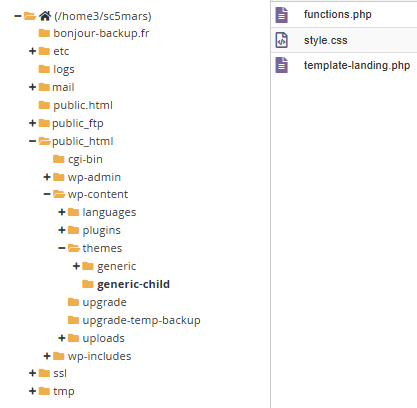 (/home3/sc5mars)
bonjour-backup.fr
etc
logs
mail
public.html
public_ftp
public_html
cgi-bin
wp-admin
wp-content
languages
plugins
themes
generic
generic-child
upgrade
upgrade-temp-backup
uploads
wp-includes
ssl
tmp
functions.php
style.css
template-landing.php